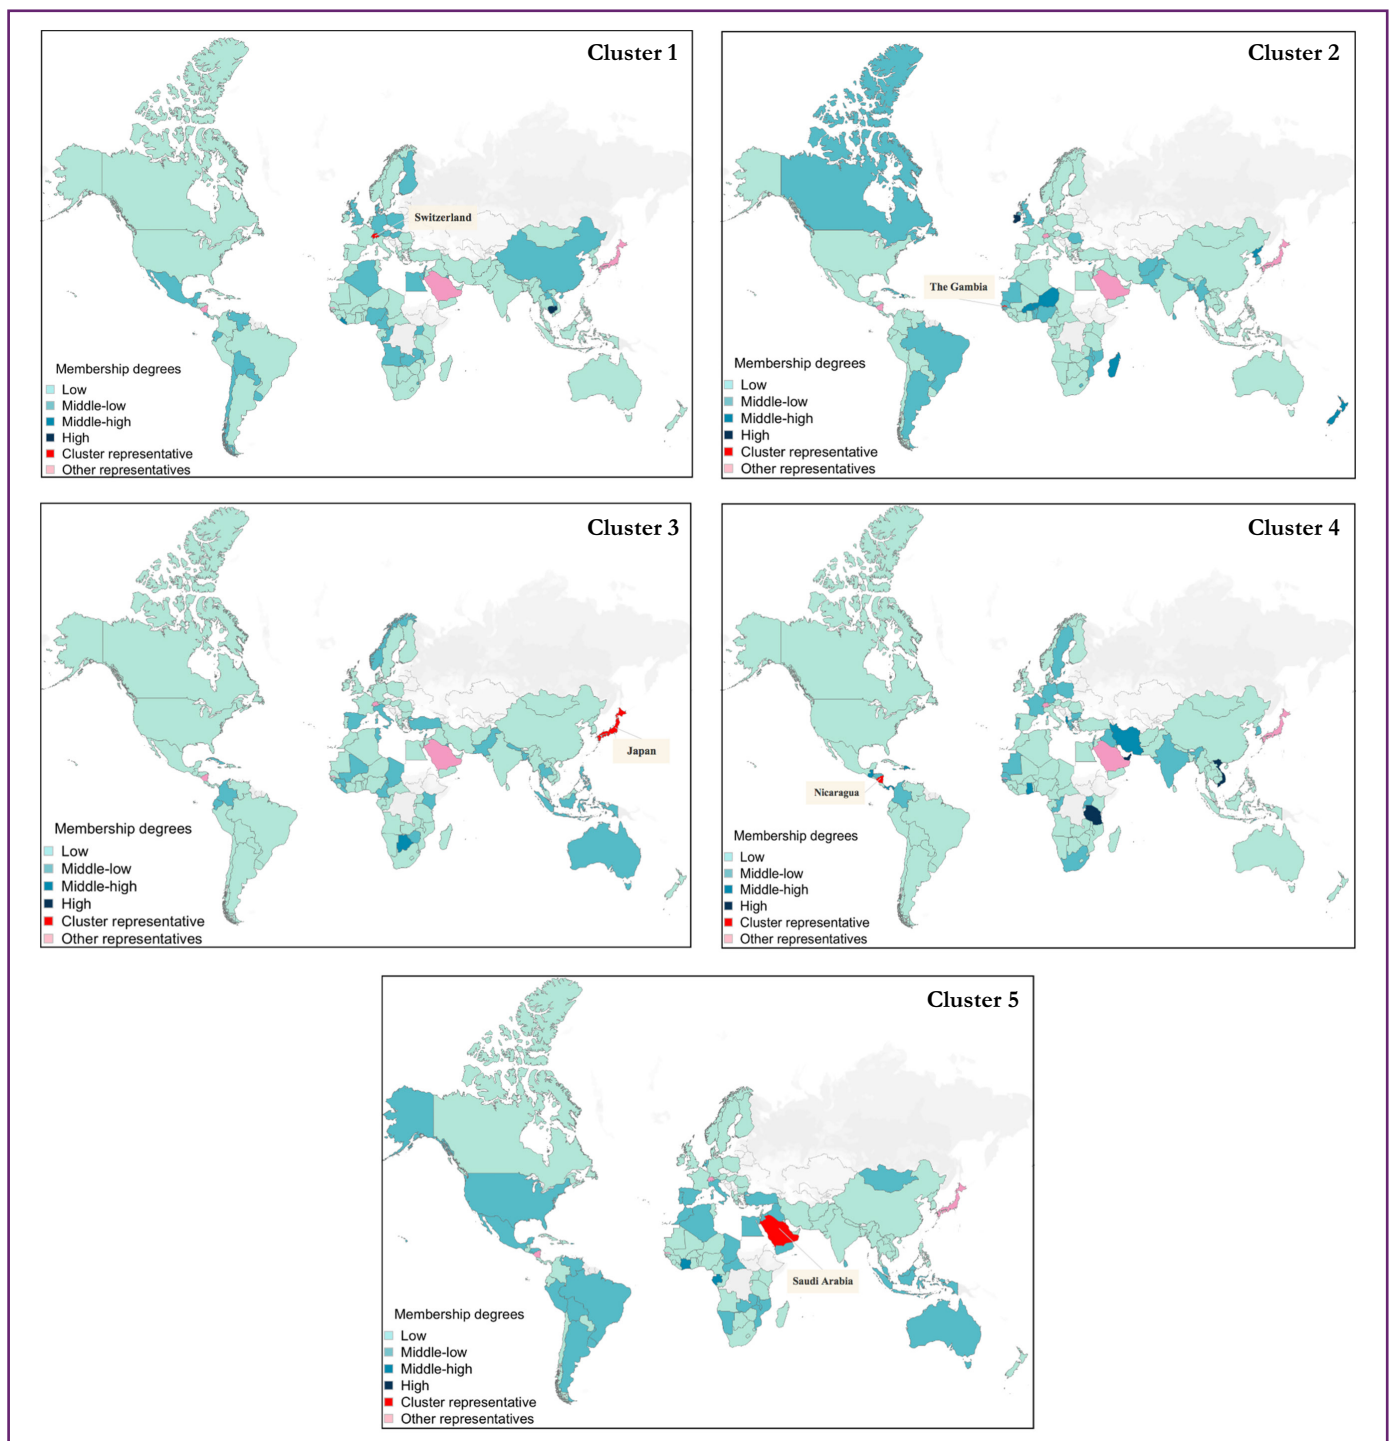 Cluster 1
Switzerland
Membership degrees
Low
Middle-low
Middle-high
High
Cluster representative
Other representatives
Cluster 2
The Gambia
Membership degrees
Low
Middle-low
Middle-high
High
Cluster representative
Other representatives
Cluster 3
Japan
Membership degrees
Low
Middle-low
Middle-high
High
Cluster representative
Other representatives
Cluster 4
Nicaragua
Membership degrees
Low
Middle-low
Middle-high
High
Cluster representative
Other representatives
Cluster 5
Saudi Arabia
Membership degrees
Low
Middle-low
Middle-high
High
Cluster representative
Other representatives